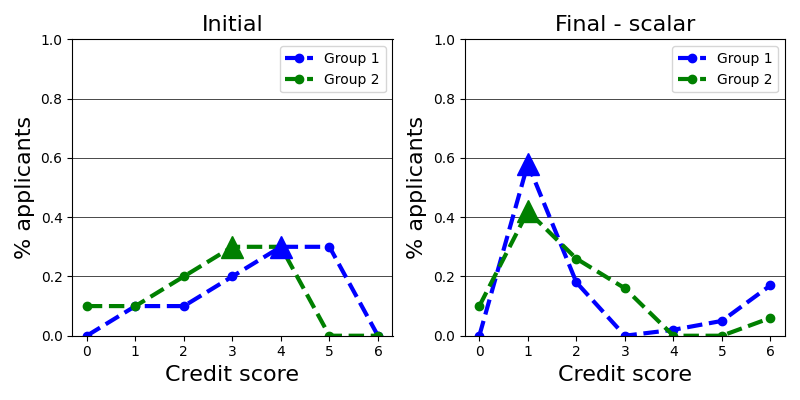 Initial
% applicants
1.0
0.8
0.6
0.4
0.2
0.0
Group 1
Group 2
0 1 2 3 4 5 6
Credit score
Final - scalar
% applicants
1.0
0.8
0.6
0.4
0.2
0.0
Group 1
Group 2
0 1 2 3 4 5 6
Credit score